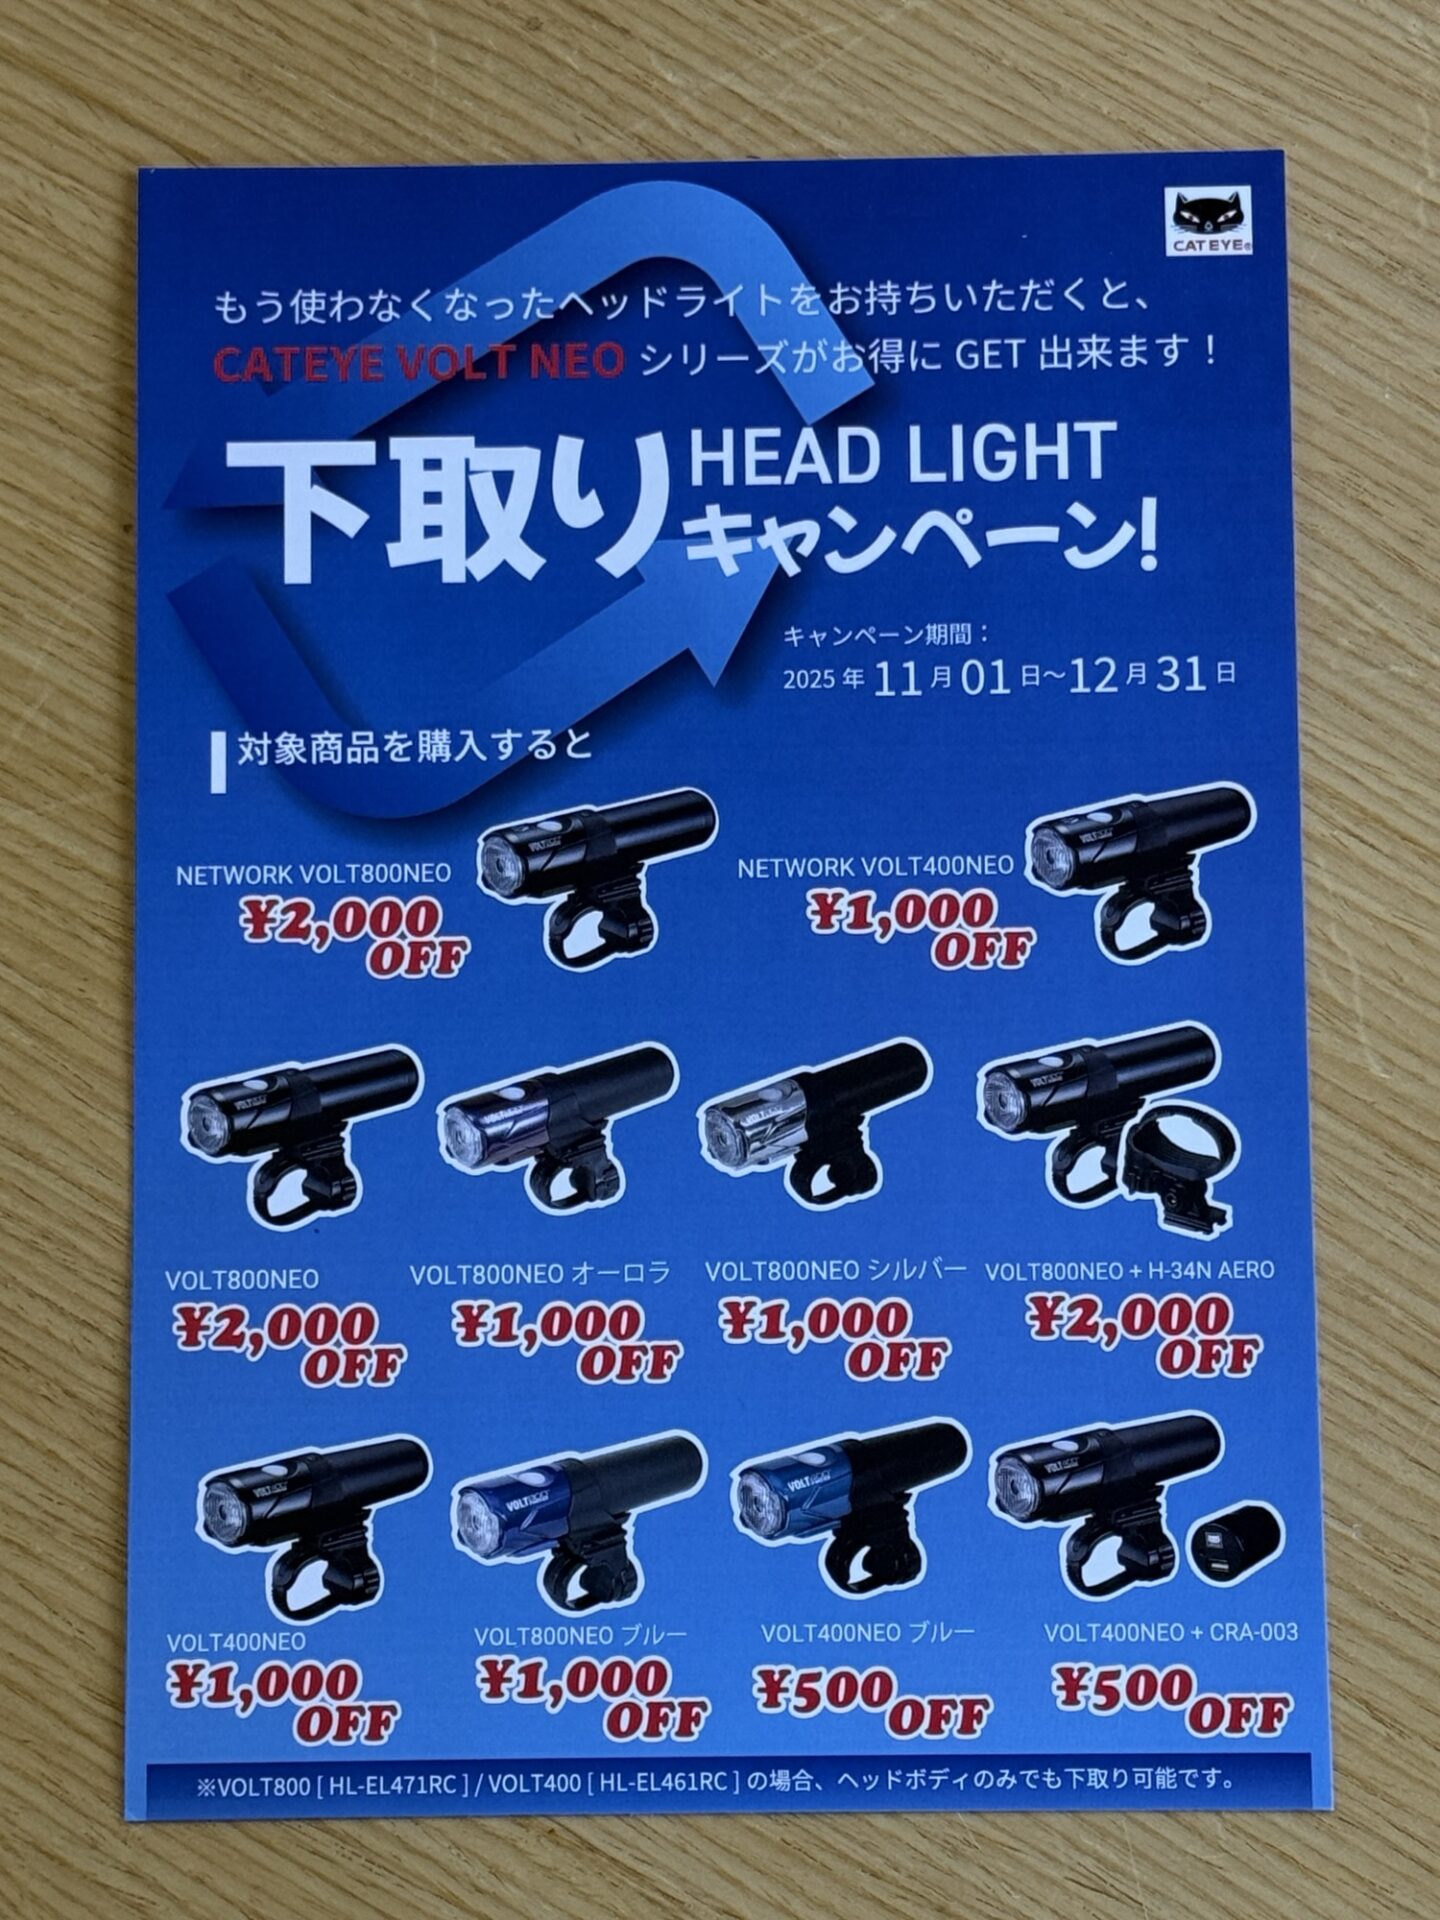 CATEYE®
もう使わなくなったヘッドライトをお持ちいただくと、
CATEYE VOLT NEO シリーズがお得に GET 出来ます！
下取り HEAD LIGHT
キャンペーン!
キャンペーン期間：
2025 年 11 月 01 日～12 月 31 日
対象商品を購入すると
NETWORK VOLT800NEO
¥2,000
OFF
NETWORK VOLT400NEO
¥1,000
OFF
VOLT800NEO
¥2,000
OFF
VOLT800NEO オーロラ
¥1,000
OFF
VOLT800NEO シルバー
¥1,000
OFF
VOLT800NEO + H-34N AERO
¥2,000
OFF
VOLT400NEO
¥1,000
OFF
VOLT800NEO ブルー
¥1,000
OFF
VOLT400NEO ブルー
¥500
OFF
VOLT400NEO + CRA-003
¥500
OFF
※VOLT800 [ HL-EL471RC ] / VOLT400 [ HL-EL461RC ] の場合、ヘッドボディのみでも下取り可能です。